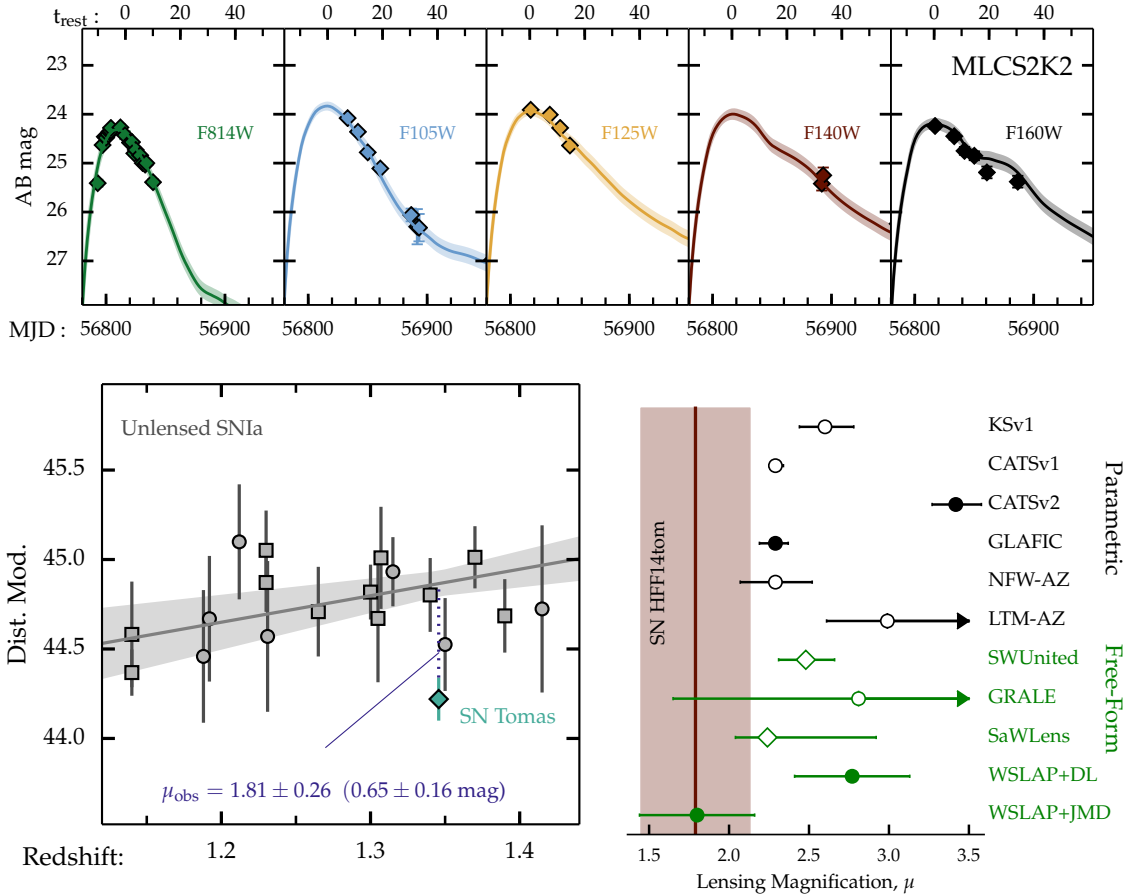 t_rest : 0 20 40 0 20 40 0 20 40 0 20 40 0 20 40
MLCS2K2
23
24
25
26
27
AB mag
F814W F105W F125W F140W F160W
MJD : 56800 56900 56800 56900 56800 56900 56800 56900 56800 56900
Unlensed SNIa
45.5
45.0
44.5
44.0
Dist. Mod.
SN Tomas
μ_obs = 1.81 ± 0.26 (0.65 ± 0.16 mag)
Redshift: 1.2 1.3 1.4
SN HFF14tom
KSv1
CATSv1
CATSv2
GLAFIC
NFW-AZ
LTM-AZ
Parametric
SWUnited
GRALE
SaWLens
WSLAP+DL
WSLAP+JMD
Free-Form
1.5 2.0 2.5 3.0 3.5
Lensing Magnification, μ